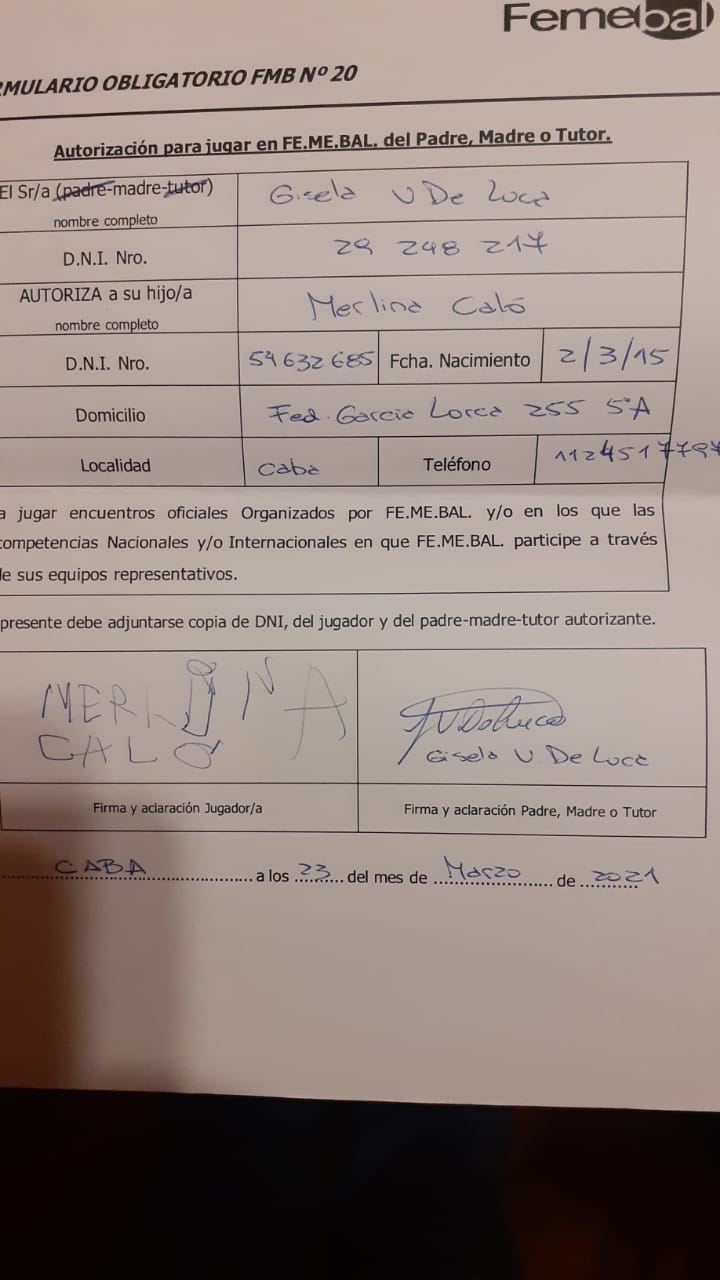 Femebal
RMULARIO OBLIGATORIO FMB Nº 20
Autorización para jugar en FE.ME.BAL. del Padre, Madre o Tutor.
El Sr/a (padre-madre-tutor)
nombre completo
Gisela V De Luca
D.N.I. Nro.
29 248 217
AUTORIZA a su hijo/a
nombre completo
Merlina Caló
D.N.I. Nro.
54 632 685
Fcha. Nacimiento
2/3/15
Domicilio
Fed. Garcia Lorca 255 5°A
Localidad
Caba
Teléfono
a jugar encuentros oficiales Organizados por FE.ME.BAL. y/o en los que las
competencias Nacionales y/o Internacionales en que FE.ME.BAL. participe a través
de sus equipos representativos.
presente debe adjuntarse copia de DNI, del jugador y del padre-madre-tutor autorizante.
MERLINA
CALÓ
Gisela V. De Luca
Firma y aclaración Jugador/a
Firma y aclaración Padre, Madre o Tutor
CABA a los 23 del mes de Marzo de 2021